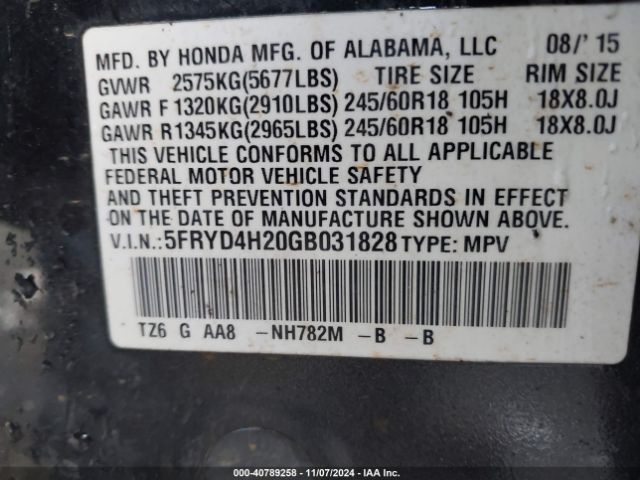 MFD. BY HONDA MFG. OF ALABAMA, LLC 08/'15
GVWR 2575KG(5677LBS) TIRE SIZE RIM SIZE
GAWR F1320KG(2910LBS) 245/60R18 105H 18X8.0J
GAWR R1345KG(2965LBS) 245/60R18 105H 18X8.0J
THIS VEHICLE CONFORMS TO ALL APPLICABLE
FEDERAL MOTOR VEHICLE SAFETY
AND THEFT PREVENTION STANDARDS IN EFFECT
ON THE DATE OF MANUFACTURE SHOWN ABOVE.
V.I.N.:5FRYD4H20GB031828 TYPE: MPV
TZ6 G AA8 -NH782M -B -B
000-40789258 - 11/07/2024 - IAA Inc.